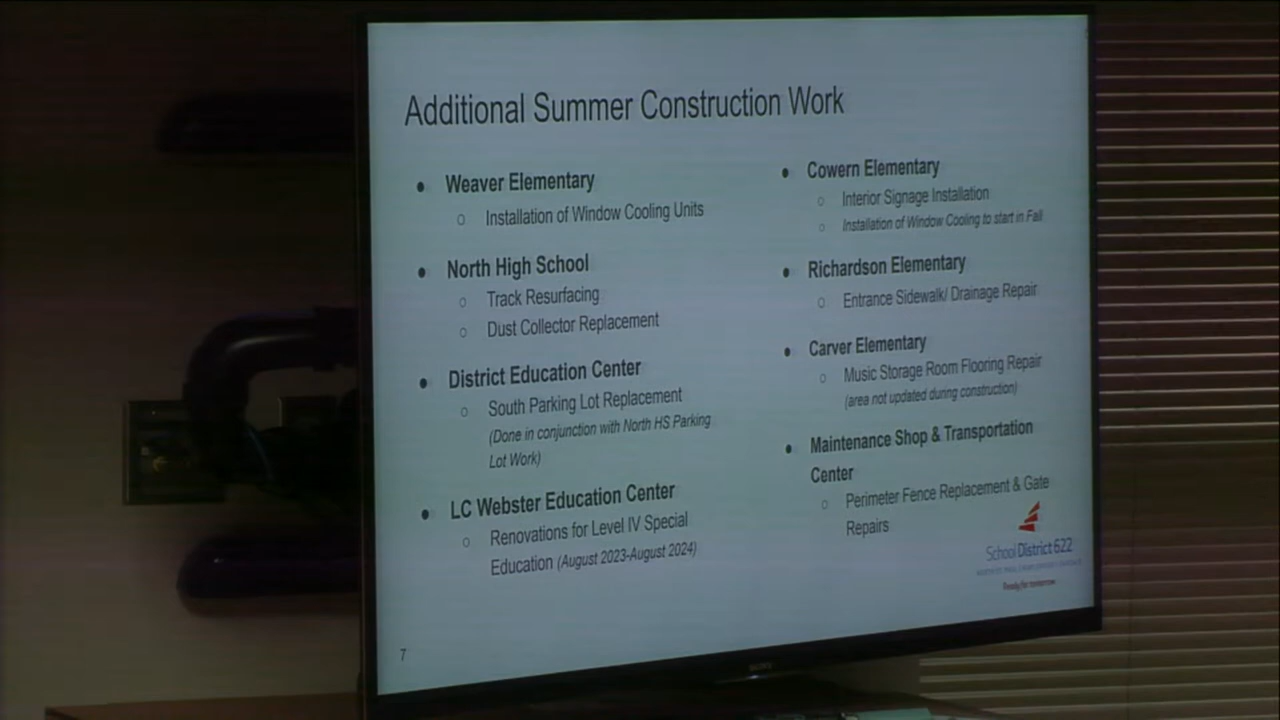 Additional Summer Construction Work
● Weaver Elementary
○ Installation of Window Cooling Units
● North High School
○ Track Resurfacing
○ Dust Collector Replacement
● District Education Center
○ South Parking Lot Replacement
(Done in conjunction with North HS Parking
Lot Work)
● LC Webster Education Center
○ Renovations for Level IV Special
Education (August 2023-August 2024)
● Cowern Elementary
○ Interior Signage Installation
○ Installation of Window Cooling to start in Fall
● Richardson Elementary
○ Entrance Sidewalk/ Drainage Repair
● Carver Elementary
○ Music Storage Room Flooring Repair
(area not updated during construction)
● Maintenance Shop & Transportation
Center
○ Perimeter Fence Replacement & Gate
Repairs
School District 622
Ready for tomorrow
7
SONY